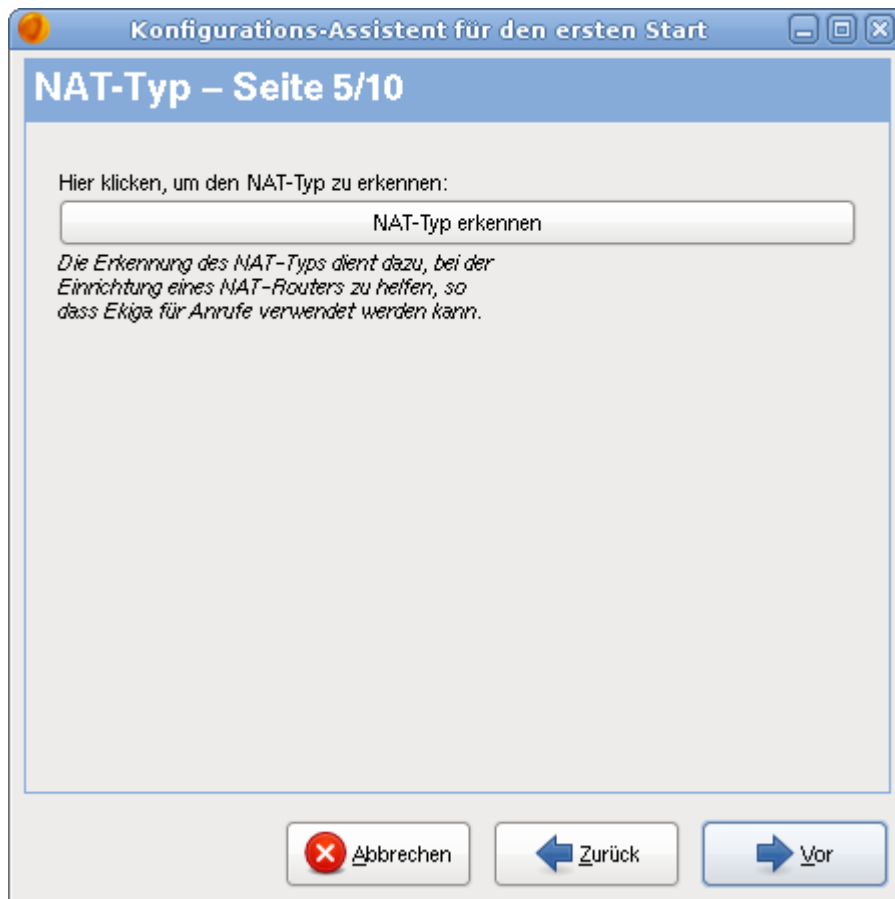 Konfigurations-Assistent für den ersten Start
NAT-Typ – Seite 5/10
Hier klicken, um den NAT-Typ zu erkennen:
NAT-Typ erkennen
Die Erkennung des NAT-Typs dient dazu, bei der
Einrichtung eines NAT-Routers zu helfen, so
dass Ekiga für Anrufe verwendet werden kann.
Abbrechen
Zurück
Vor